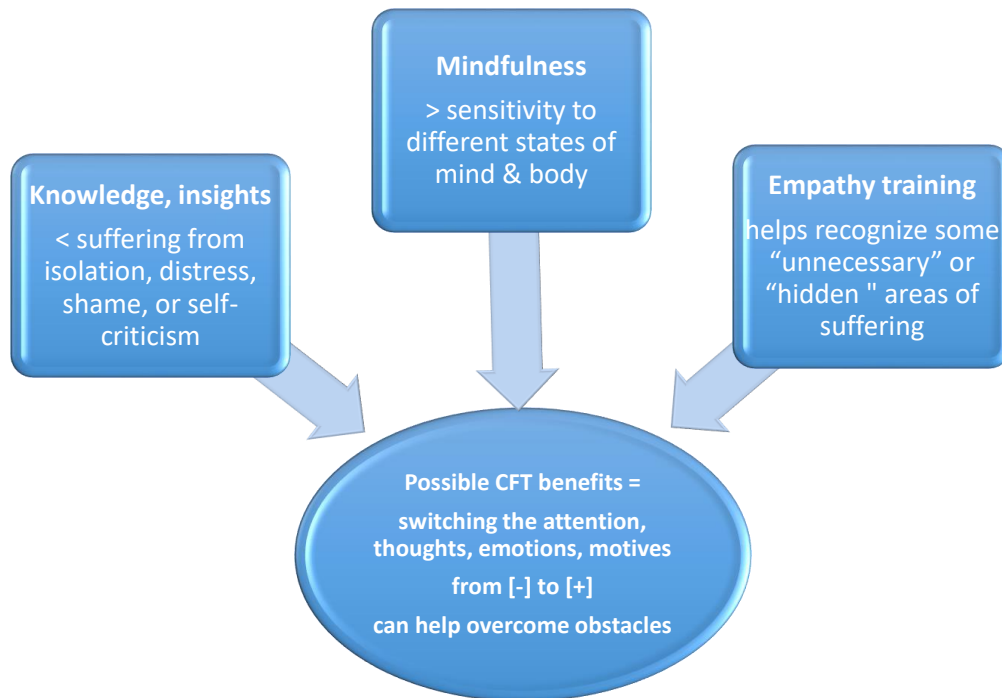 Mindfulness
> sensitivity to
different states of
mind & body
Knowledge, insights
< suffering from
isolation, distress,
shame, or self-
criticism
Empathy training
helps recognize some
“unnecessary” or
“hidden " areas of
suffering
Possible CFT benefits =
switching the attention,
thoughts, emotions, motives
from [-] to [+]
can help overcome obstacles